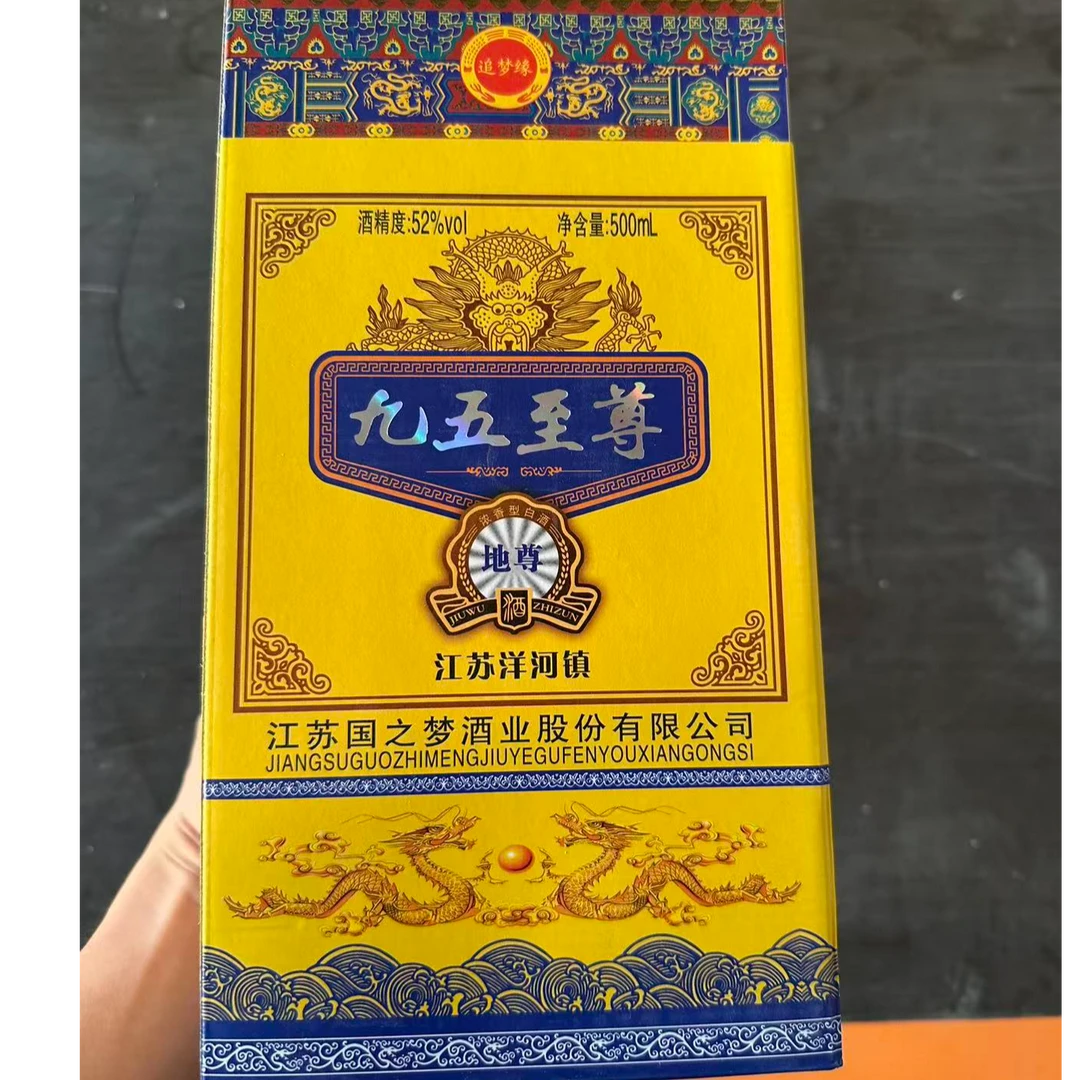 追梦缘
酒精度:52%vol 净含量:500mL
九五至尊
浓香型白酒
地尊
JIUWU 酒 ZHIZUN
江苏洋河镇
江苏国之梦酒业股份有限公司
JIANGSUGUOZHIMENGJIUYEGUFENYOUXIANGONGSI